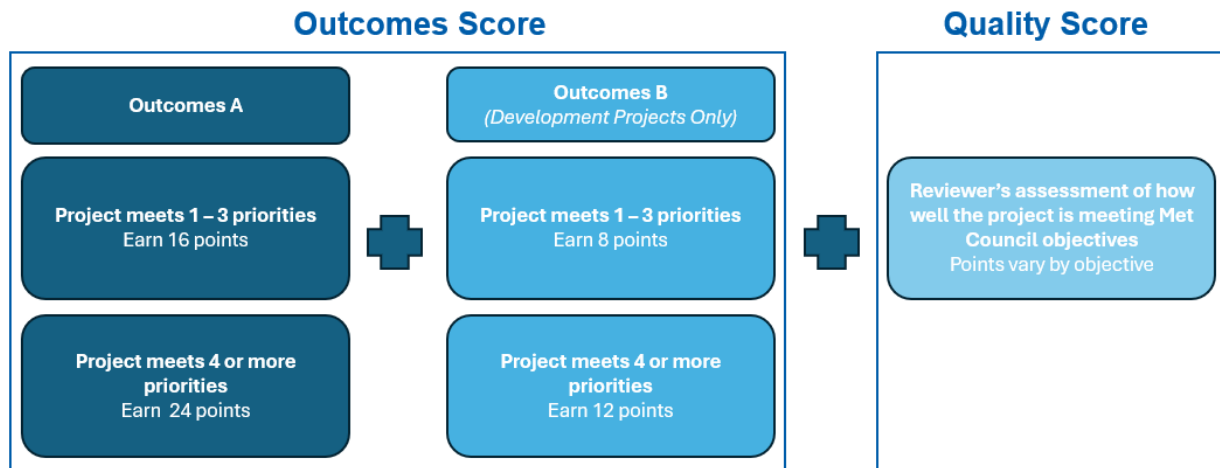 Outcomes Score
Quality Score
Outcomes A
Outcomes B
(Development Projects Only)
Project meets 1 – 3 priorities
Earn 16 points
Project meets 1 – 3 priorities
Earn 8 points
Reviewer’s assessment of how
well the project is meeting Met
Council objectives
Points vary by objective
Project meets 4 or more
priorities
Earn 24 points
Project meets 4 or more
priorities
Earn 12 points